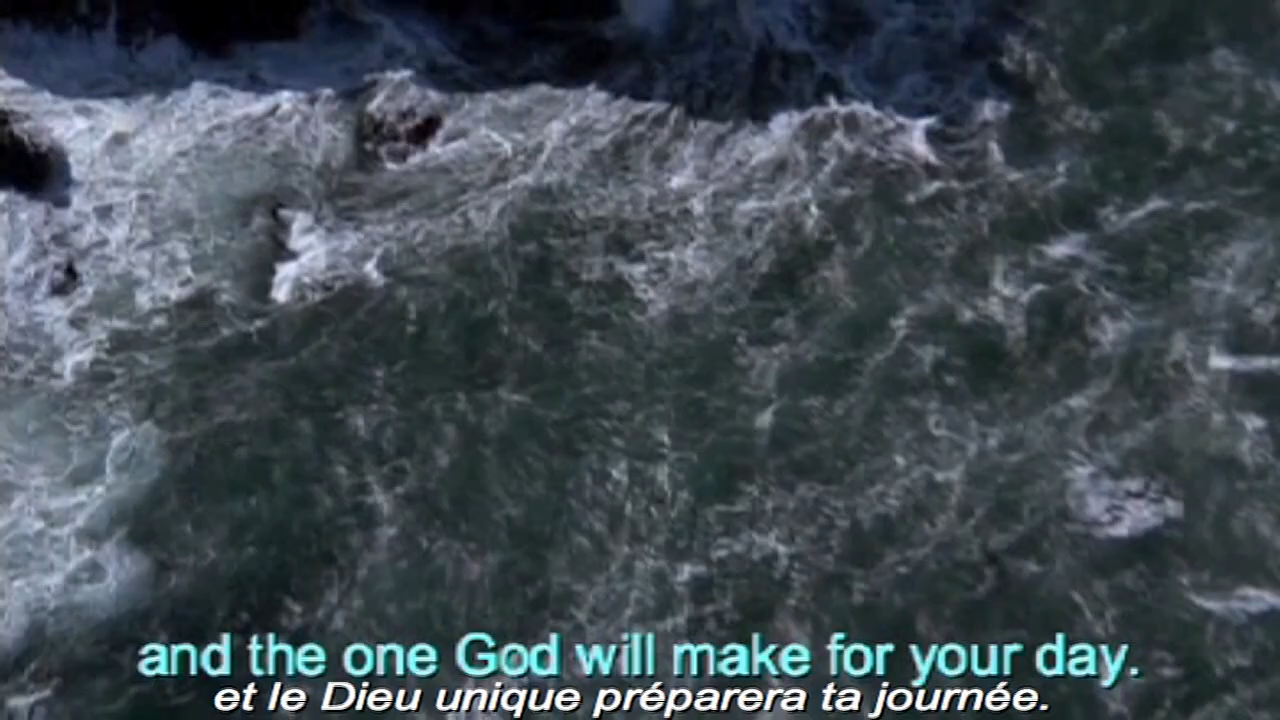 and the one God will make for your day.
et le Dieu unique préparera ta journée.